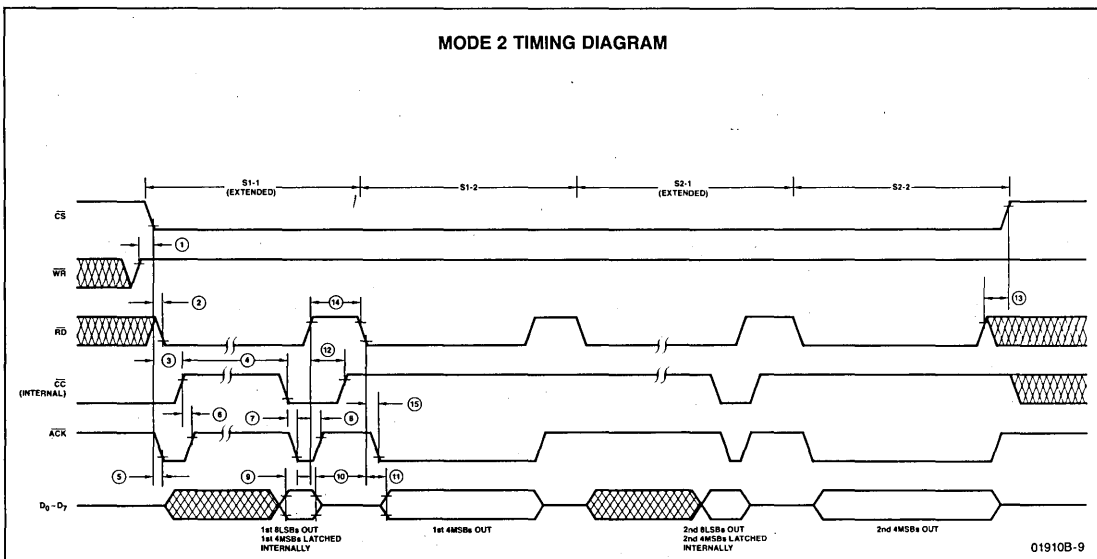 MODE 2 TIMING DIAGRAM
S1-1
(EXTENDED)
S1-2
S2-1
(EXTENDED)
S2-2
CS
1
WR
2
14
13
RD
3
4
12
CC
(INTERNAL)
6
7
8
15
ACK
5
9
10
11
D0-D7
1st 8LSBs OUT
1st 4MSBs LATCHED
INTERNALLY
1st 4MSBs OUT
2nd 8LSBs OUT
2nd 4MSBs LATCHED
INTERNALLY
2nd 4MSBs OUT
01910B-9